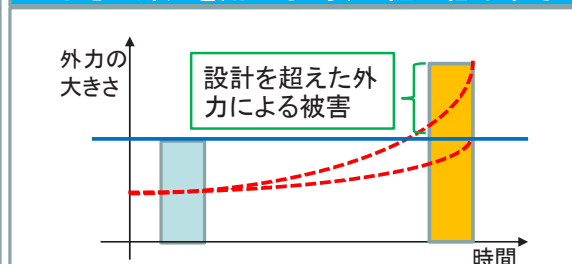 外力の
大きさ
設計を超えた外
力による被害
時間